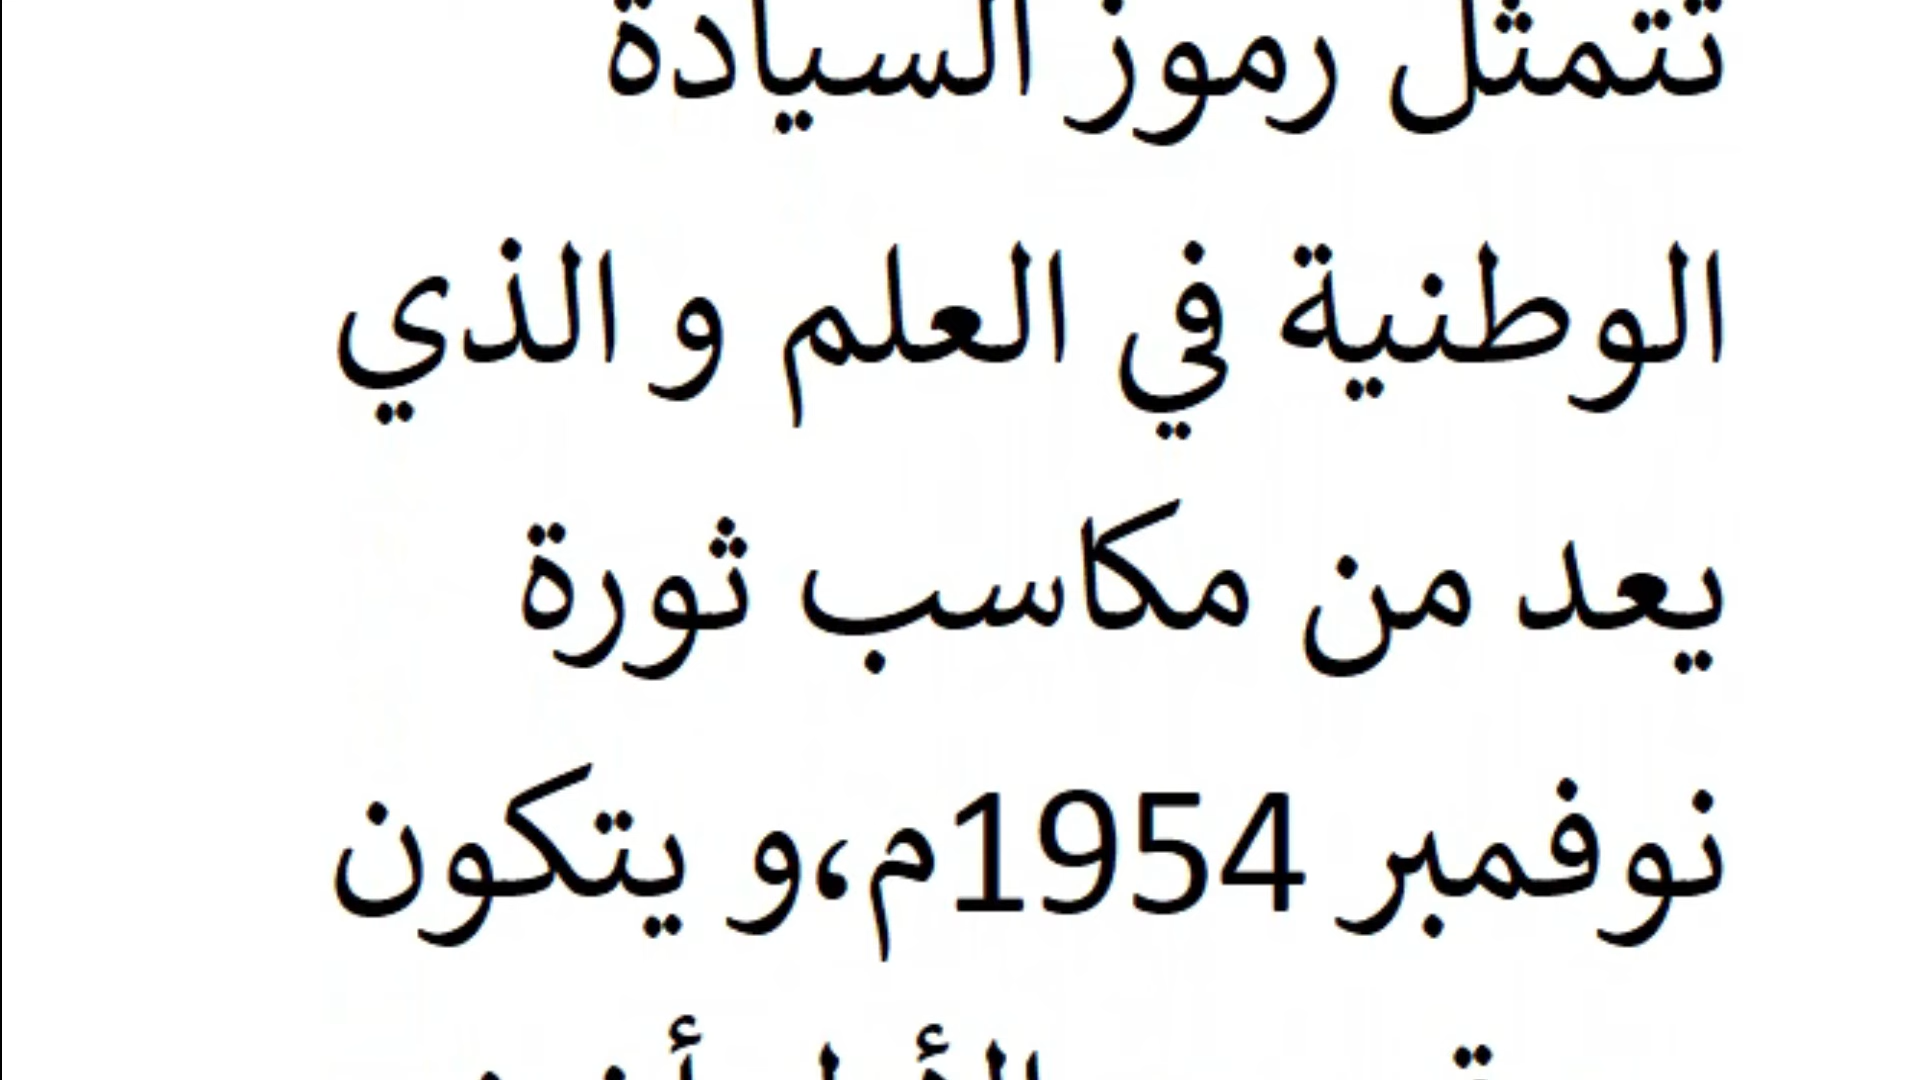 تتمثل رموز السيادة
الوطنية في العلم و الذي
يعد من مكاسب ثورة
نوفمبر 1954م،و يتكون